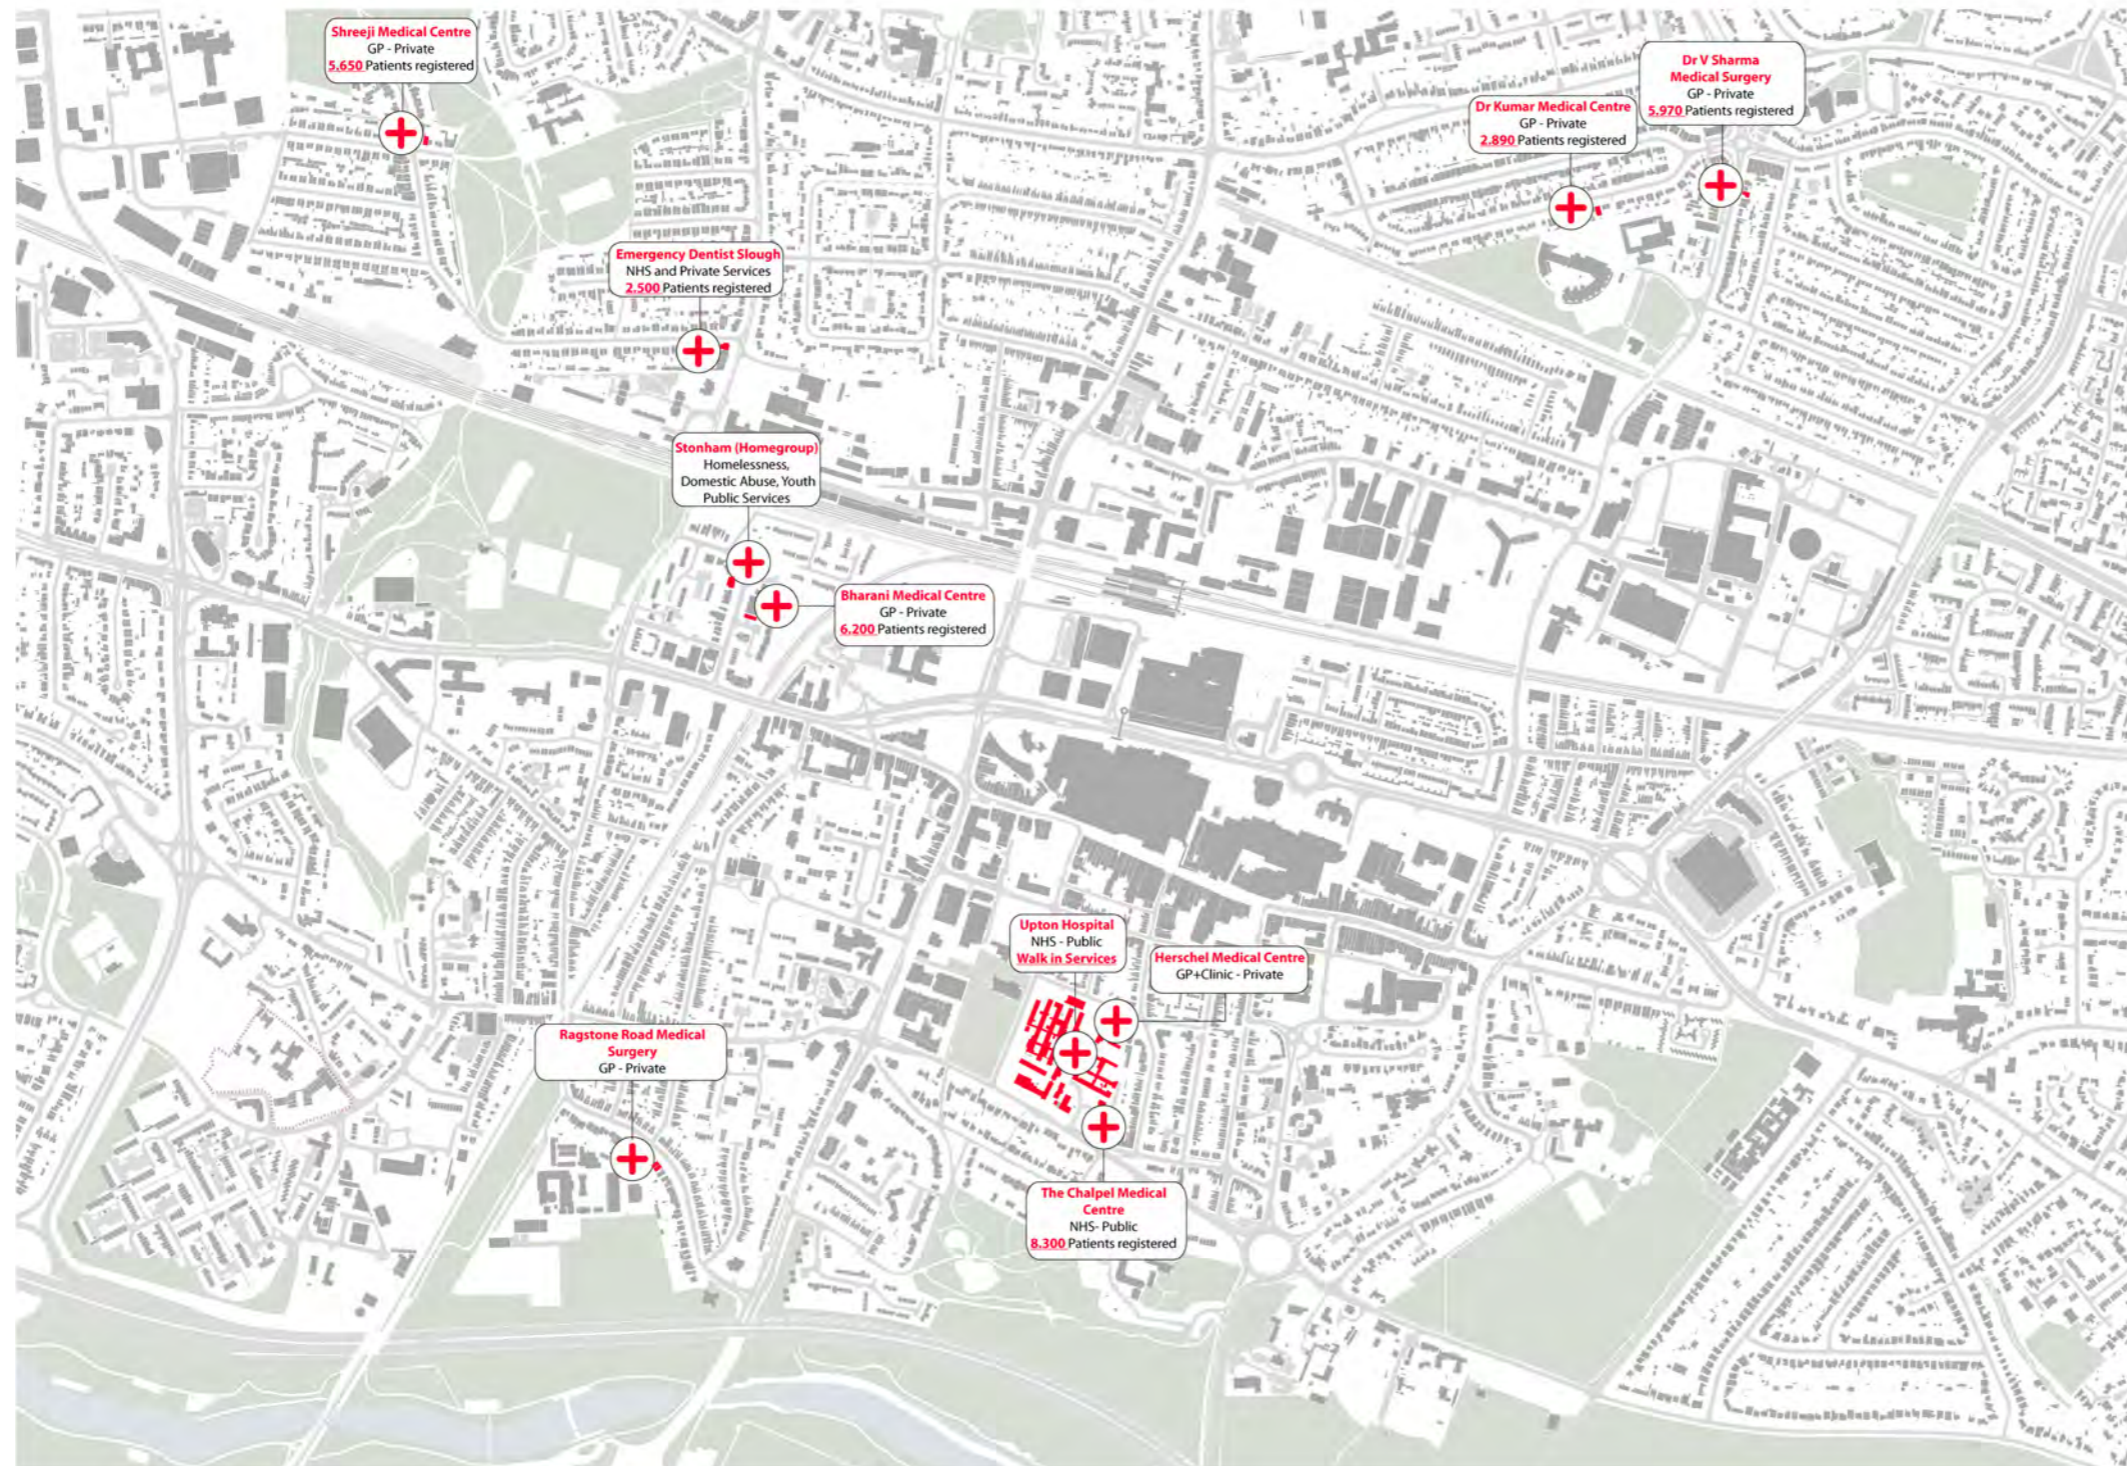 Shreeji Medical Centre
GP - Private
5.650 Patients registered
Dr V Sharma
Medical Surgery
GP - Private
5.970 Patients registered
Dr Kumar Medical Centre
GP - Private
2.890 Patients registered
Emergency Dentist Slough
NHS and Private Services
2.500 Patients registered
Stonham (Homegroup)
Homelessness,
Domestic Abuse, Youth
Public Services
Bharani Medical Centre
GP - Private
6.200 Patients registered
Upton Hospital
NHS - Public
Walk in Services
Herschel Medical Centre
GP+Clinic - Private
Ragstone Road Medical
Surgery
GP - Private
The Chalpel Medical
Centre
NHS- Public
8.300 Patients registered